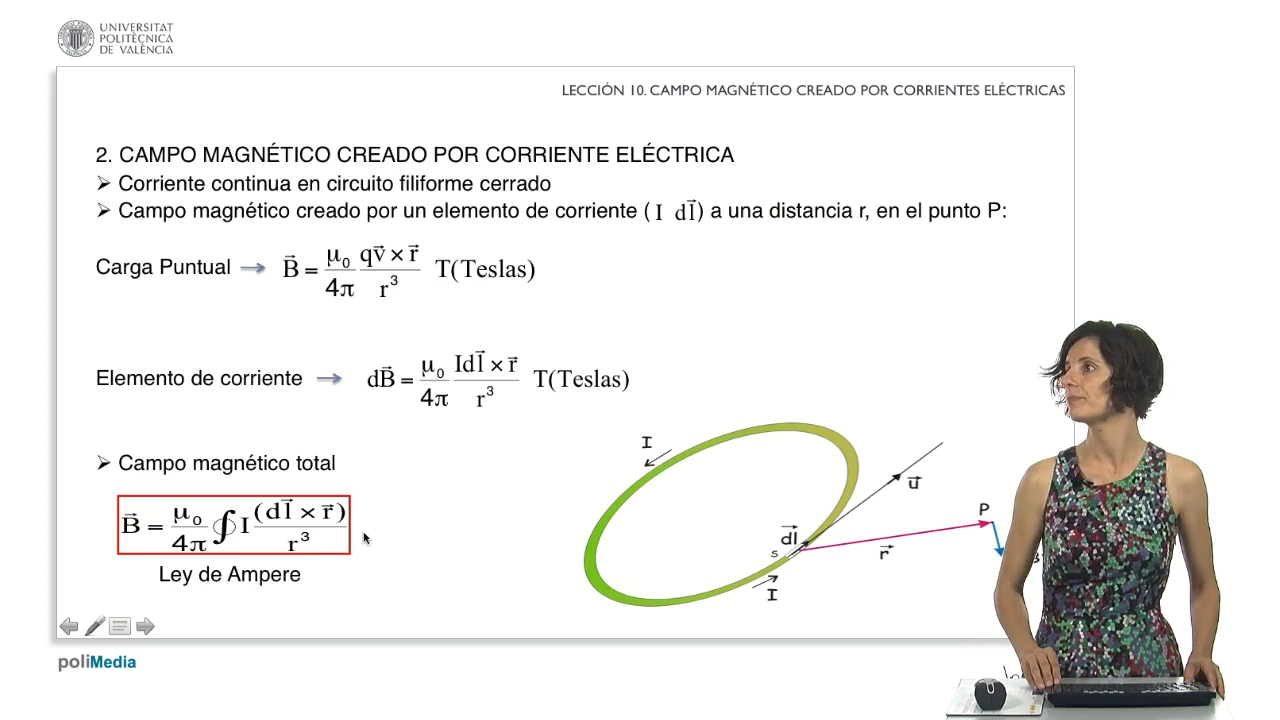 UNIVERSITAT
POLITÈCNICA
DE VALÈNCIA
LECCIÓN 10. CAMPO MAGNÉTICO CREADO POR CORRIENTES ELÉCTRICAS
2. CAMPO MAGNÉTICO CREADO POR CORRIENTE ELÉCTRICA
➢ Corriente continua en circuito filiforme cerrado
➢ Campo magnético creado por un elemento de corriente ( I dl⃗ ) a una distancia r, en el punto P:
Carga Puntual → B⃗ = μ₀/4π qv⃗ × r⃗/r³ T(Teslas)
Elemento de corriente → dB⃗ = μ₀/4π Idl⃗ × r⃗/r³ T(Teslas)
➢ Campo magnético total
B⃗ = μ₀/4π ∮ I (dl⃗ × r⃗)/r³
Ley de Ampere
I
u⃗
P
dl⃗
s
r⃗
I
poliMedia